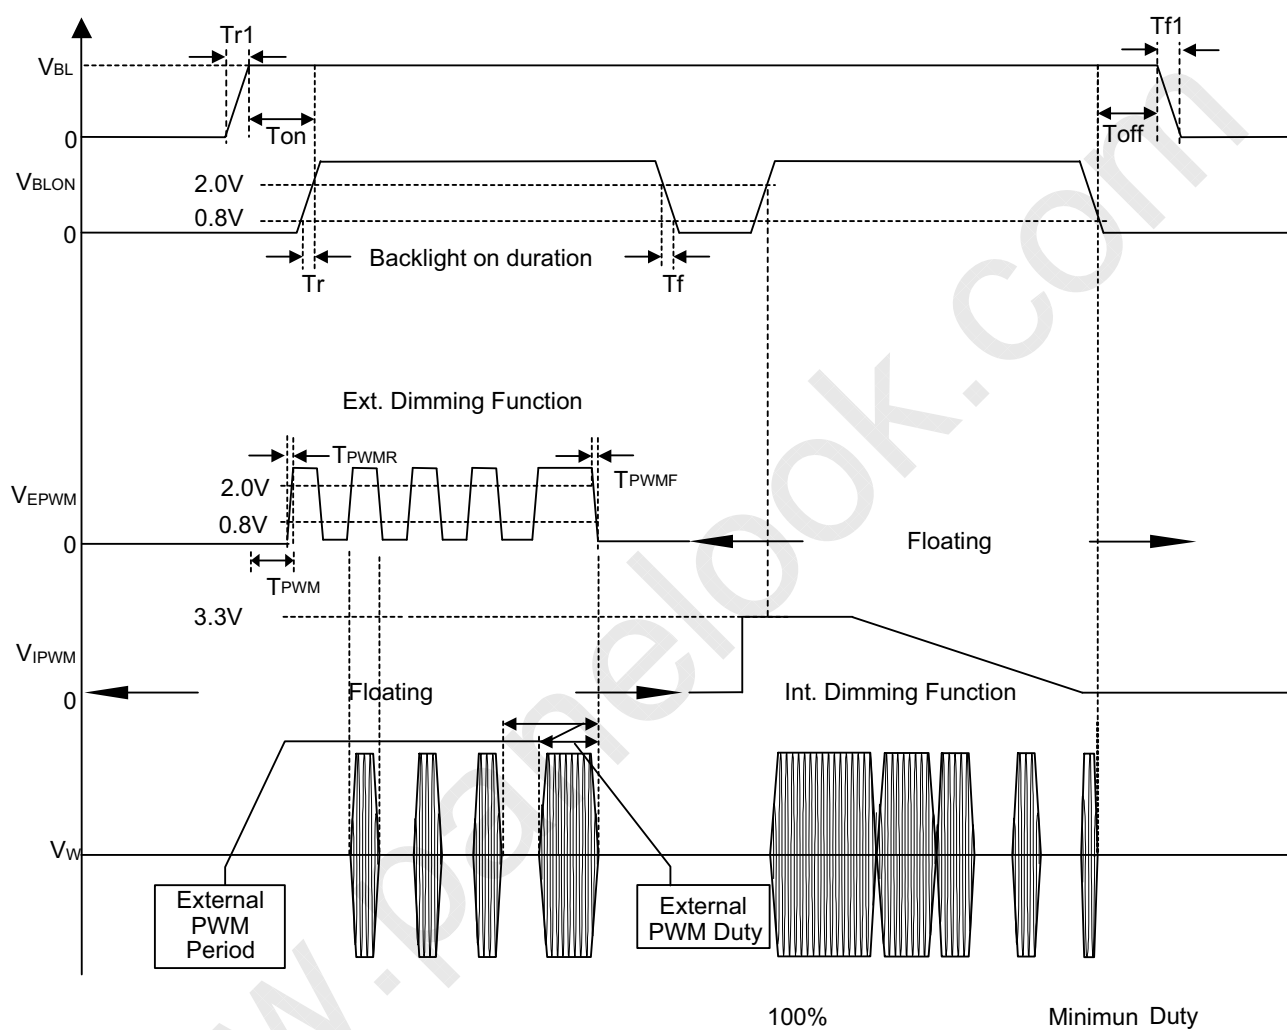 Tr1
Tf1
VBL
0
Ton
Toff
VBLON
2.0V
0.8V
0
Backlight on duration
Tr
Tf
Ext. Dimming Function
TPWMR
TPWMF
VEPWM
2.0V
0.8V
0
Floating
TPWM
3.3V
VIPWM
0
Floating
Int. Dimming Function
VW
External
PWM
Period
External
PWM Duty
100%
Minimun Duty
w.panelook.com